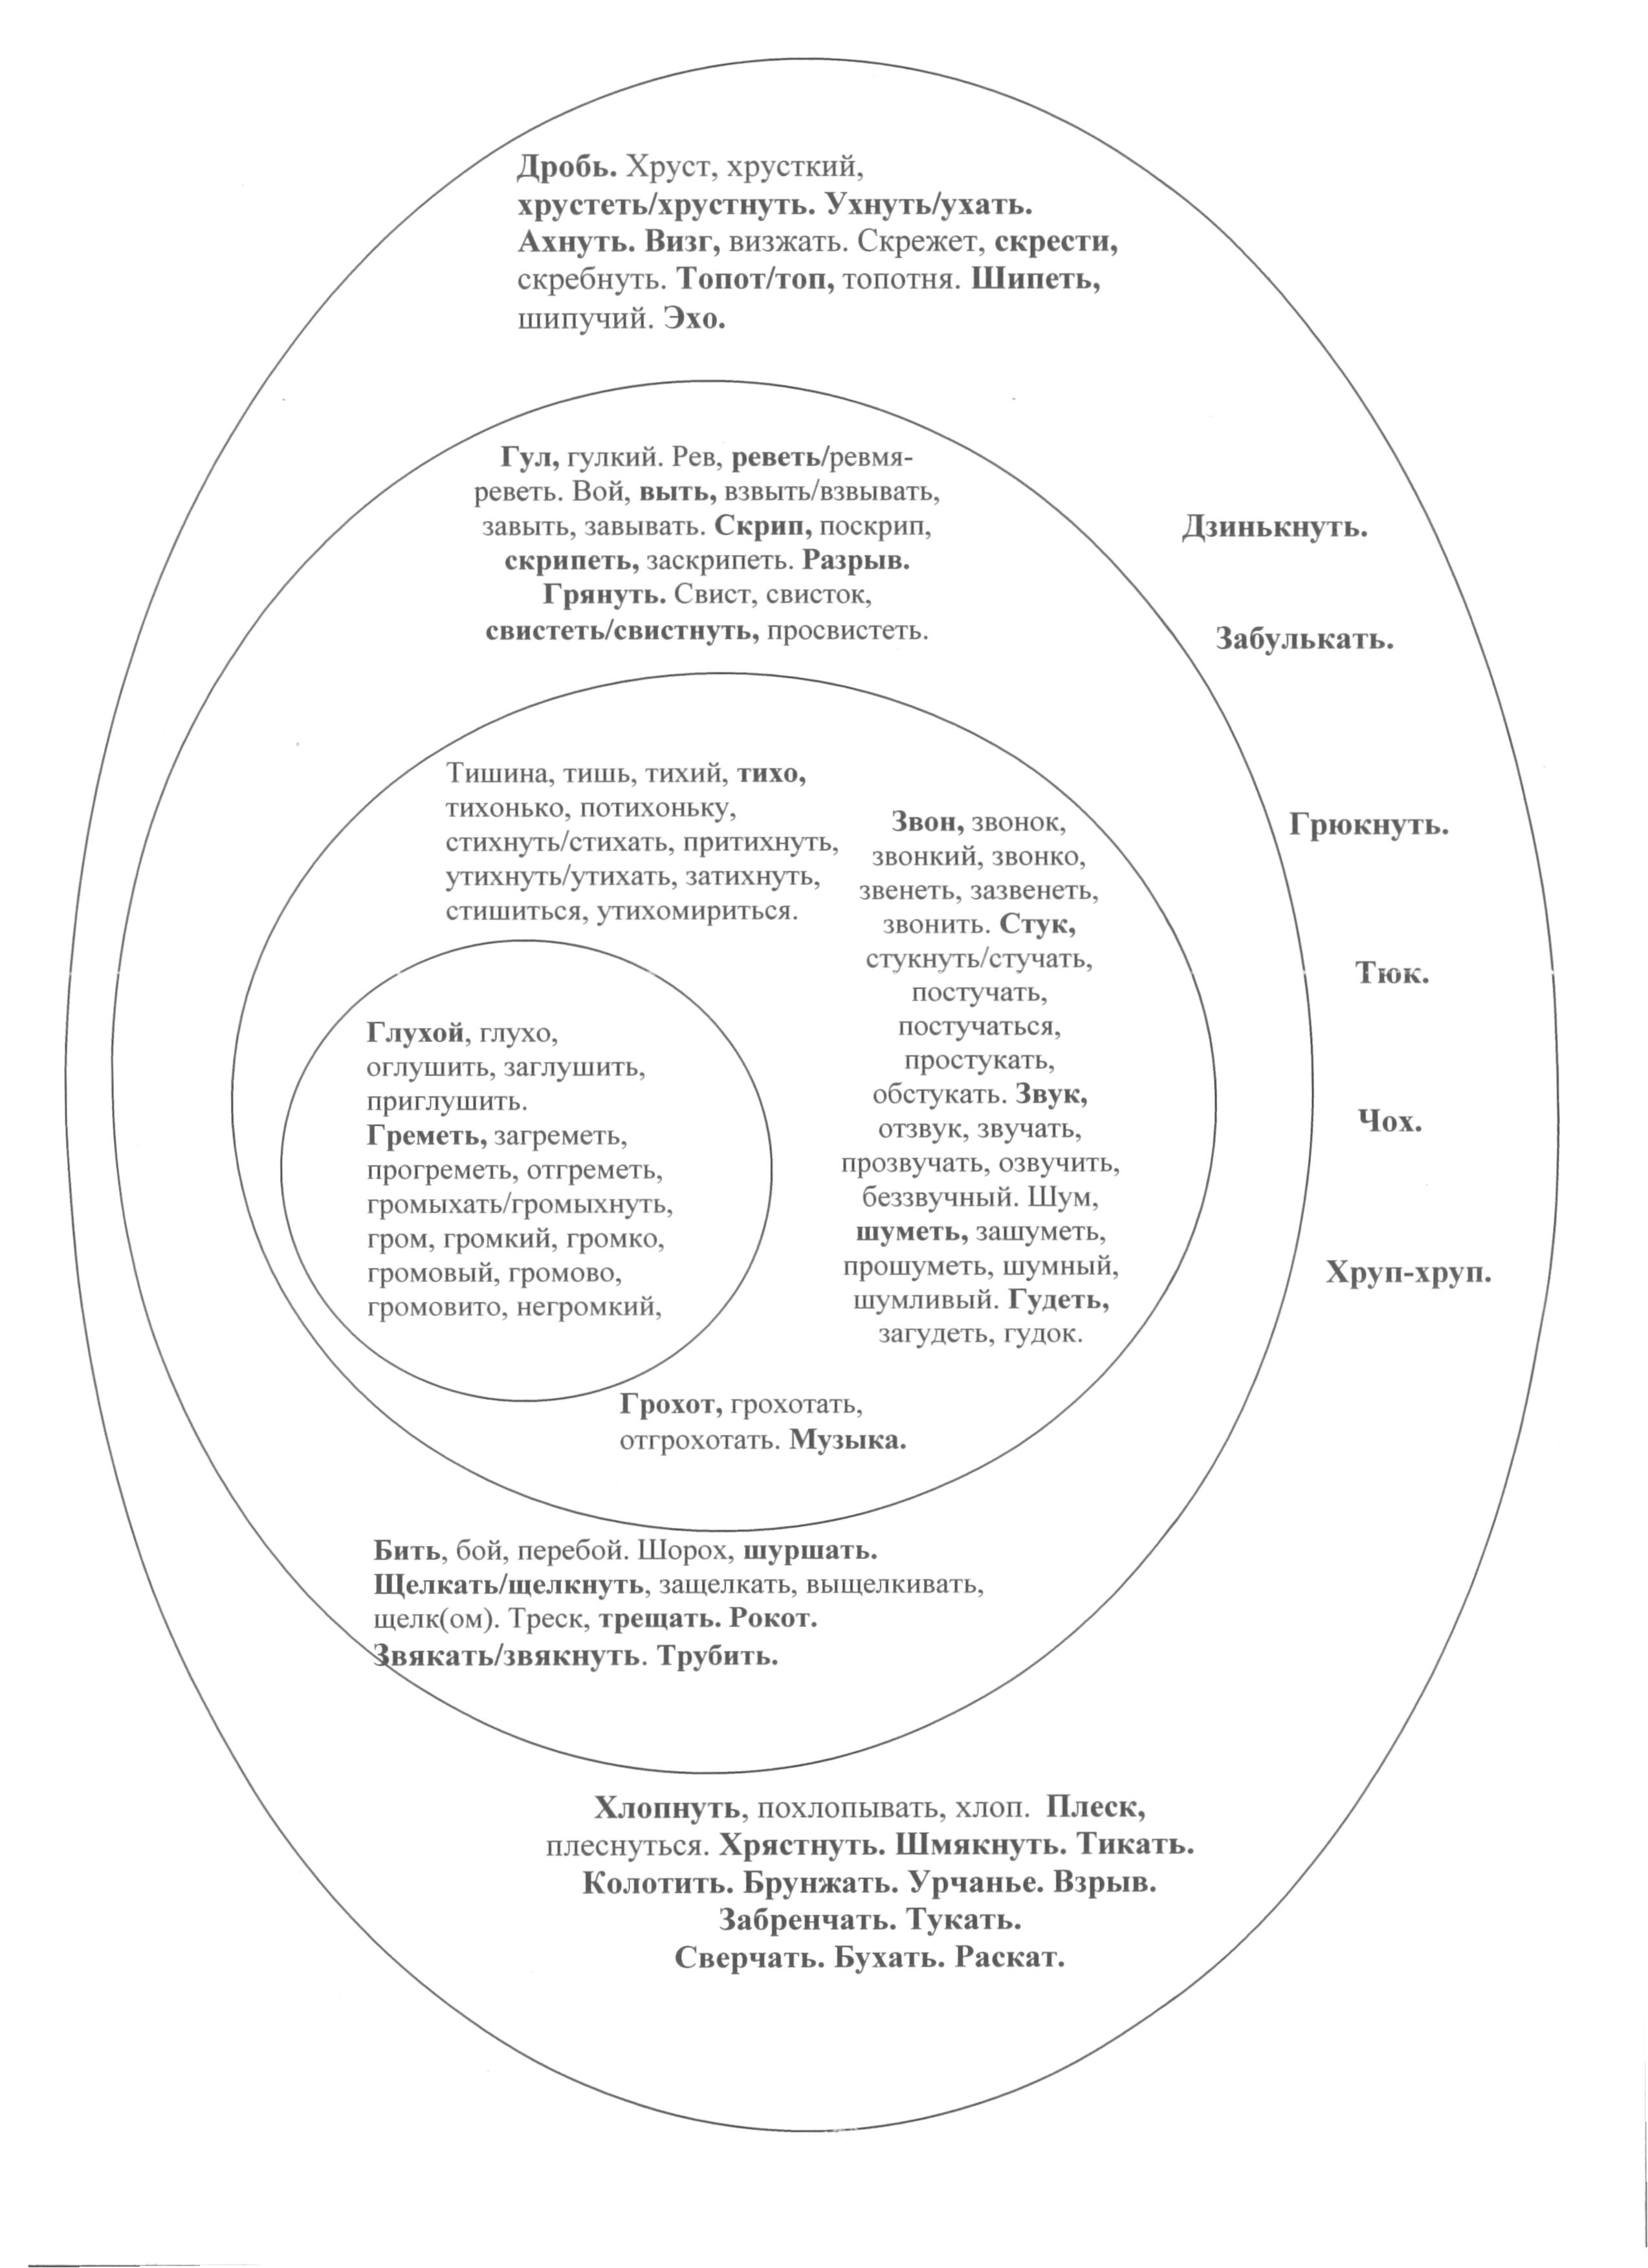 Дробь. Хруст, хрусткий,
хрустеть/хрустнуть. Ухнуть/ухать.
Ахнуть. Визг, визжать. Скрежет, скрести,
скребнуть. Топот/топ, топотня. Шипеть,
шипучий. Эхо.
Гул, гулкий. Рев, реветь/ревмя-
реветь. Вой, выть, взвыть/взвывать,
завыть, завывать. Скрип, поскрип,
скрипеть, заскрипеть. Разрыв.
Грянуть. Свист, свисток,
свистеть/свистнуть, просвистеть.
Дзинькнуть.
Забулькать.
Грюкнуть.
Тюк.
Чох.
Хруп-хруп.
Тишина, тишь, тихий, тихо,
тихонько, потихоньку,
стихнуть/стихать, притихнуть,
утихнуть/утихать, затихнуть,
стишиться, утихомириться.
Звон, звонок,
звонкий, звонко,
звенеть, зазвенеть,
звонить. Стук,
стукнуть/стучать,
постучать,
постучаться,
простукать,
обстукать. Звук,
отзвук, звучать,
прозвучать, озвучить,
беззвучный. Шум,
шуметь, зашуметь,
прошуметь, шумный,
шумливый. Гудеть,
загудеть, гудок.
Глухой, глухо,
оглушить, заглушить,
приглушить.
Греметь, загреметь,
прогреметь, отгреметь,
громыхать/громыхнуть,
гром, громкий, громко,
громовый, громово,
громовито, негромкий,
Грохот, грохотать,
отгрохотать. Музыка.
Бить, бой, перебой. Шорох, шуршать.
Щелкать/щелкнуть, защелкать, выщелкивать,
щелк(ом). Треск, трещать. Рокот.
Звякать/звякнуть. Трубить.
Хлопнуть, похлопывать, хлоп. Плеск,
плеснуться. Хрястнуть. Шмякнуть. Тикать.
Колотить. Брунжать. Урчанье. Взрыв.
Забренчать. Тукать.
Сверчать. Бухать. Раскат.